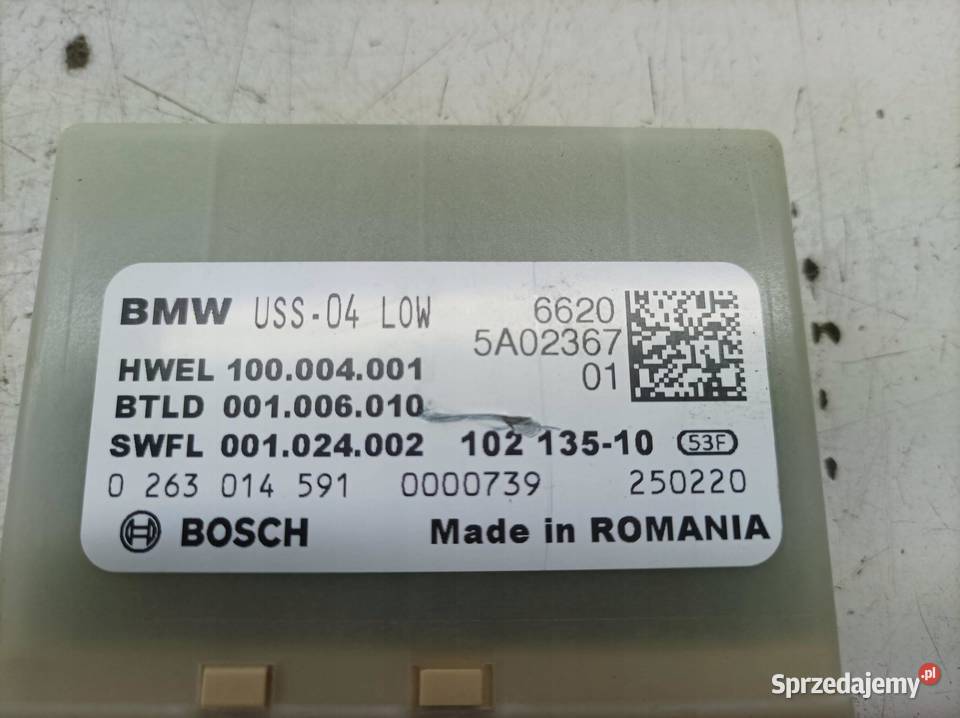 BMW USS-04 LOW 6620
5A02367
01
HWEL 100.004.001
BTLD 001.006.010
SWFL 001.024.002 102 135-10 53F
0 263 014 591 0000739 250220
BOSCH Made in ROMANIA
Sprzedajemy.pl